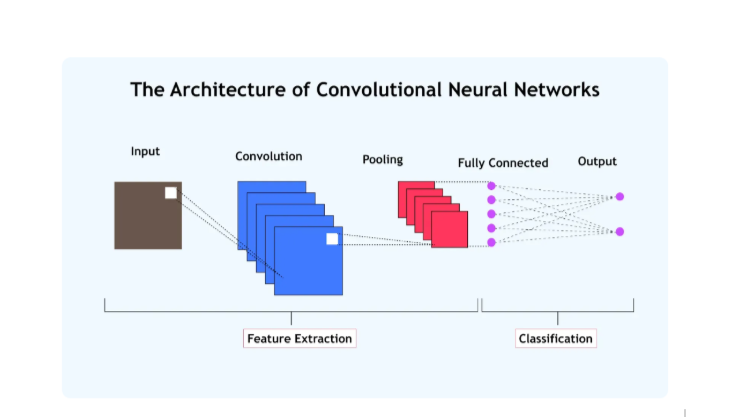 The Architecture of Convolutional Neural Networks
Input
Convolution
Pooling
Fully Connected
Output
Feature Extraction
Classification